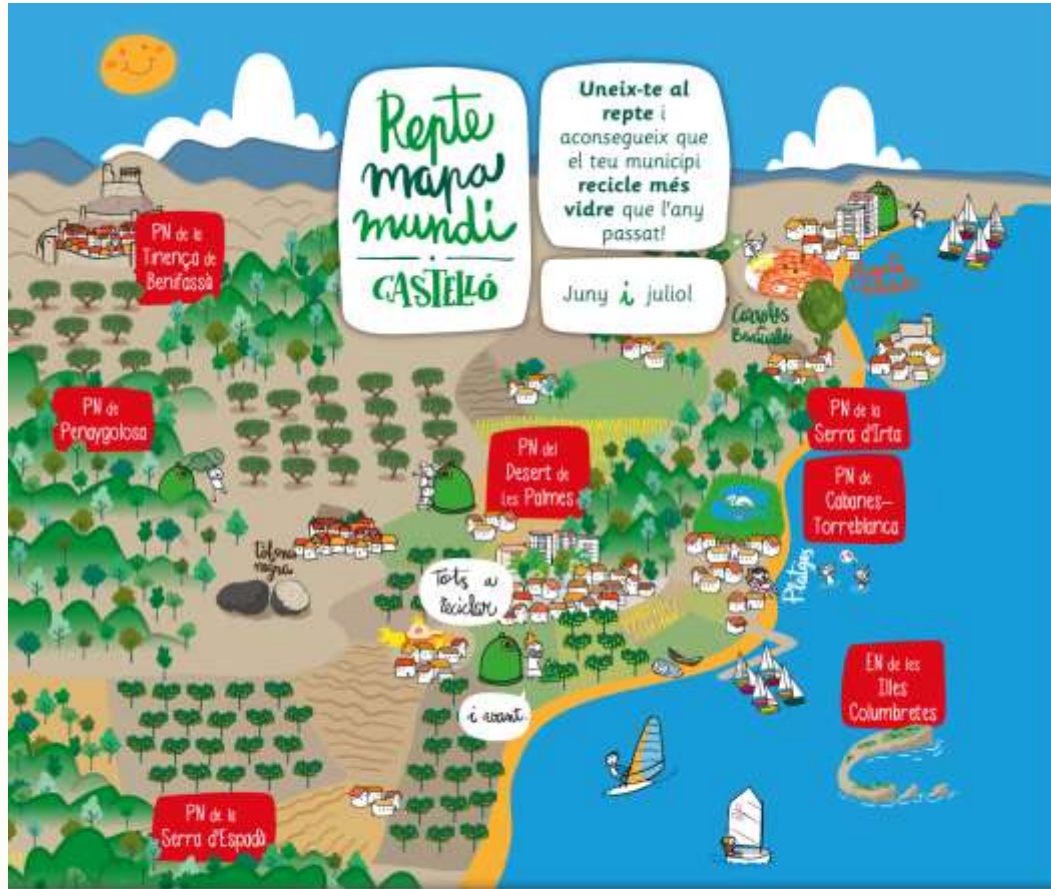 Repte
mapa
mundi
CASTELLÓ
Uneix-te al
repte i
aconsegueix que
el teu municipi
recicle més
vidre que l'any
passat!
Juny i juliol
PN de la
Tinença de
Benifassà
PN de
Penaygolosa
PN del
Desert de
les Palmes
PN de la
Serra d'Irta
PN de
Cabanes-
Torreblanca
Platges
negra
Tots a
reciclar
i avant
EN de les
Illes
Columbretes
PN de la
Serra d'Espadà